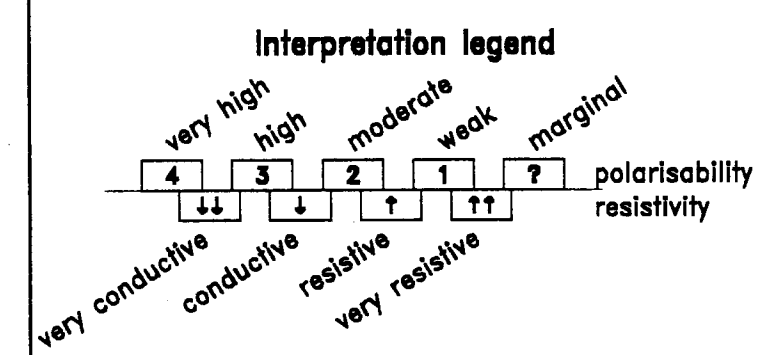 Interpretation legend
very high high moderate weak marginal
4 3 2 1 ? polarisability
↓↓ ↓ ↑ ↑↑ resistivity
very conductive conductive resistive very resistive